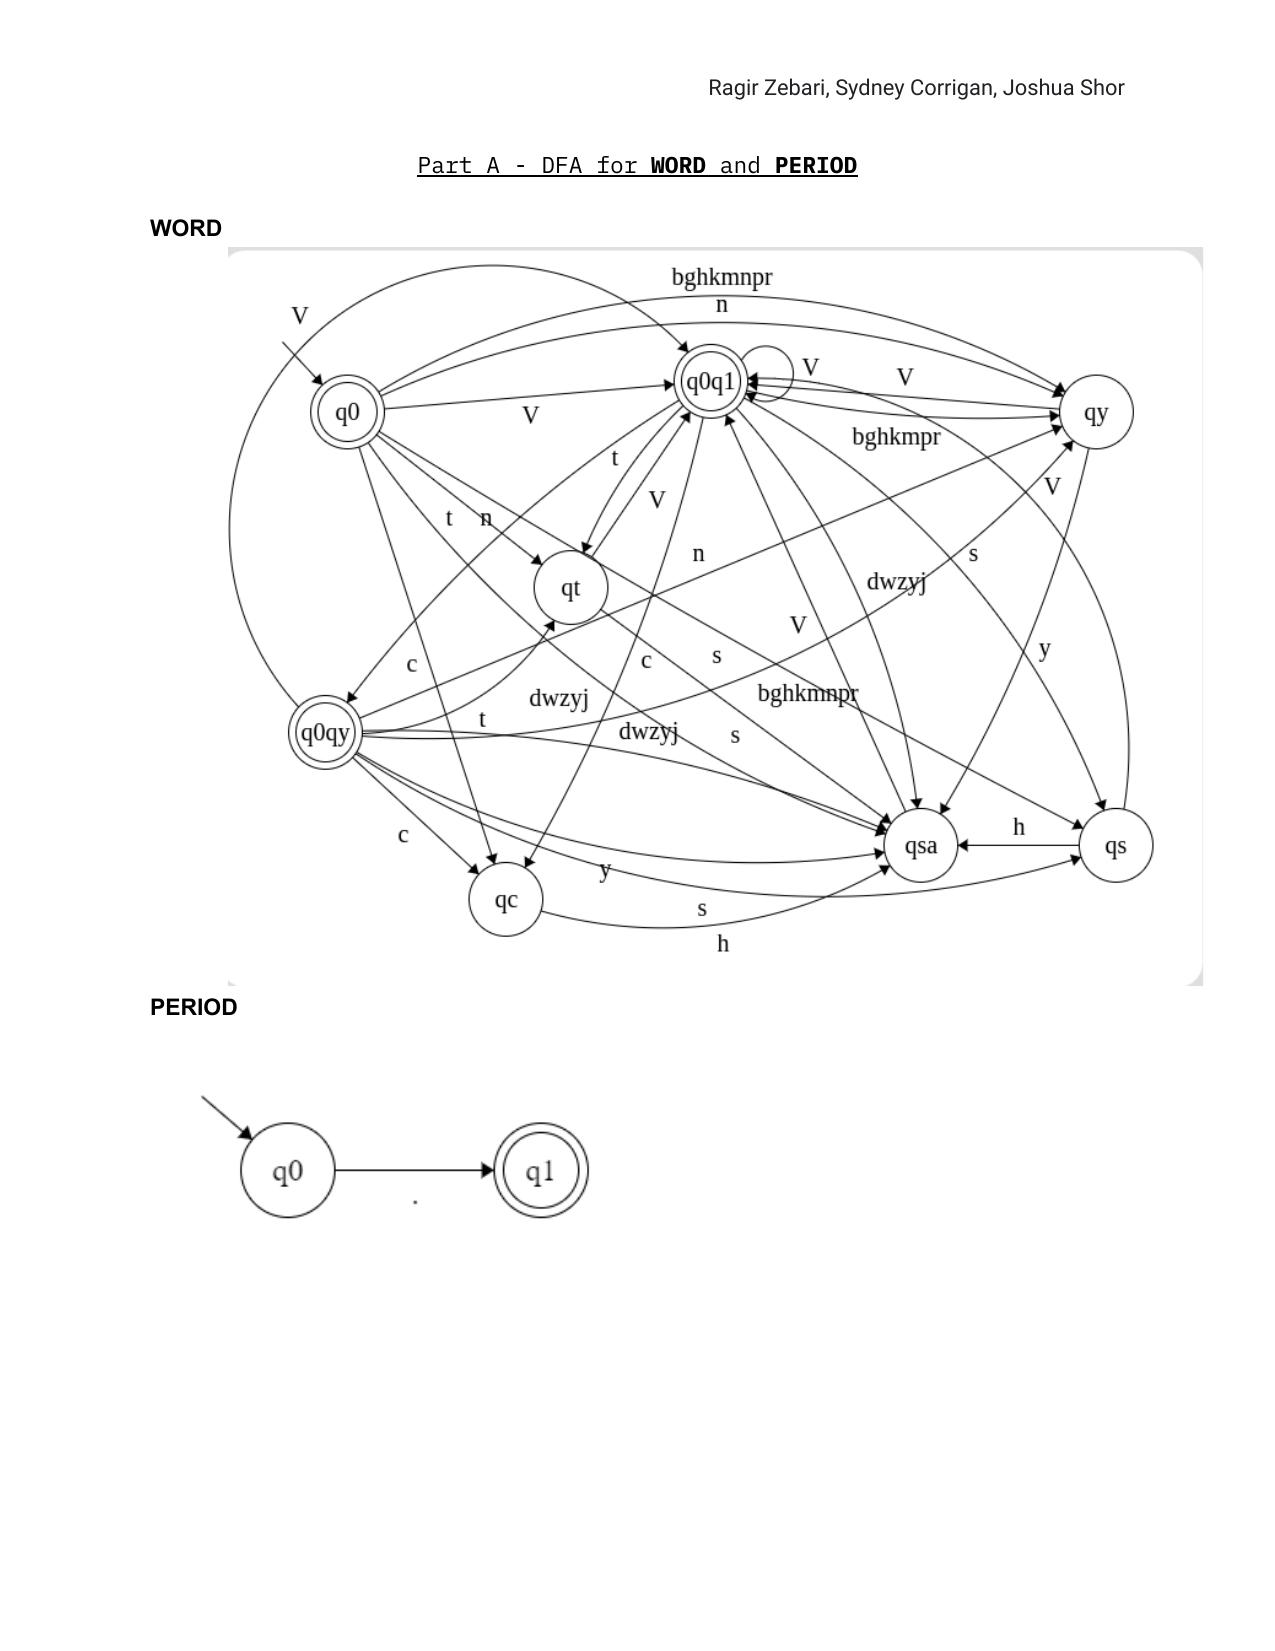 Ragir Zebari, Sydney Corrigan, Joshua Shor
Part A - DFA for WORD and PERIOD
WORD
bghkmnpr
n
V
q0
V
q0q1
V
V
qy
bghkmpr
t
V
V
t
n
n
s
dwzyj
qt
V
y
c
c
s
bghkmnpr
dwzyj
t
dwzyj
s
q0qy
c
h
qsa
qs
y
qc
s
h
PERIOD
q0
.
q1